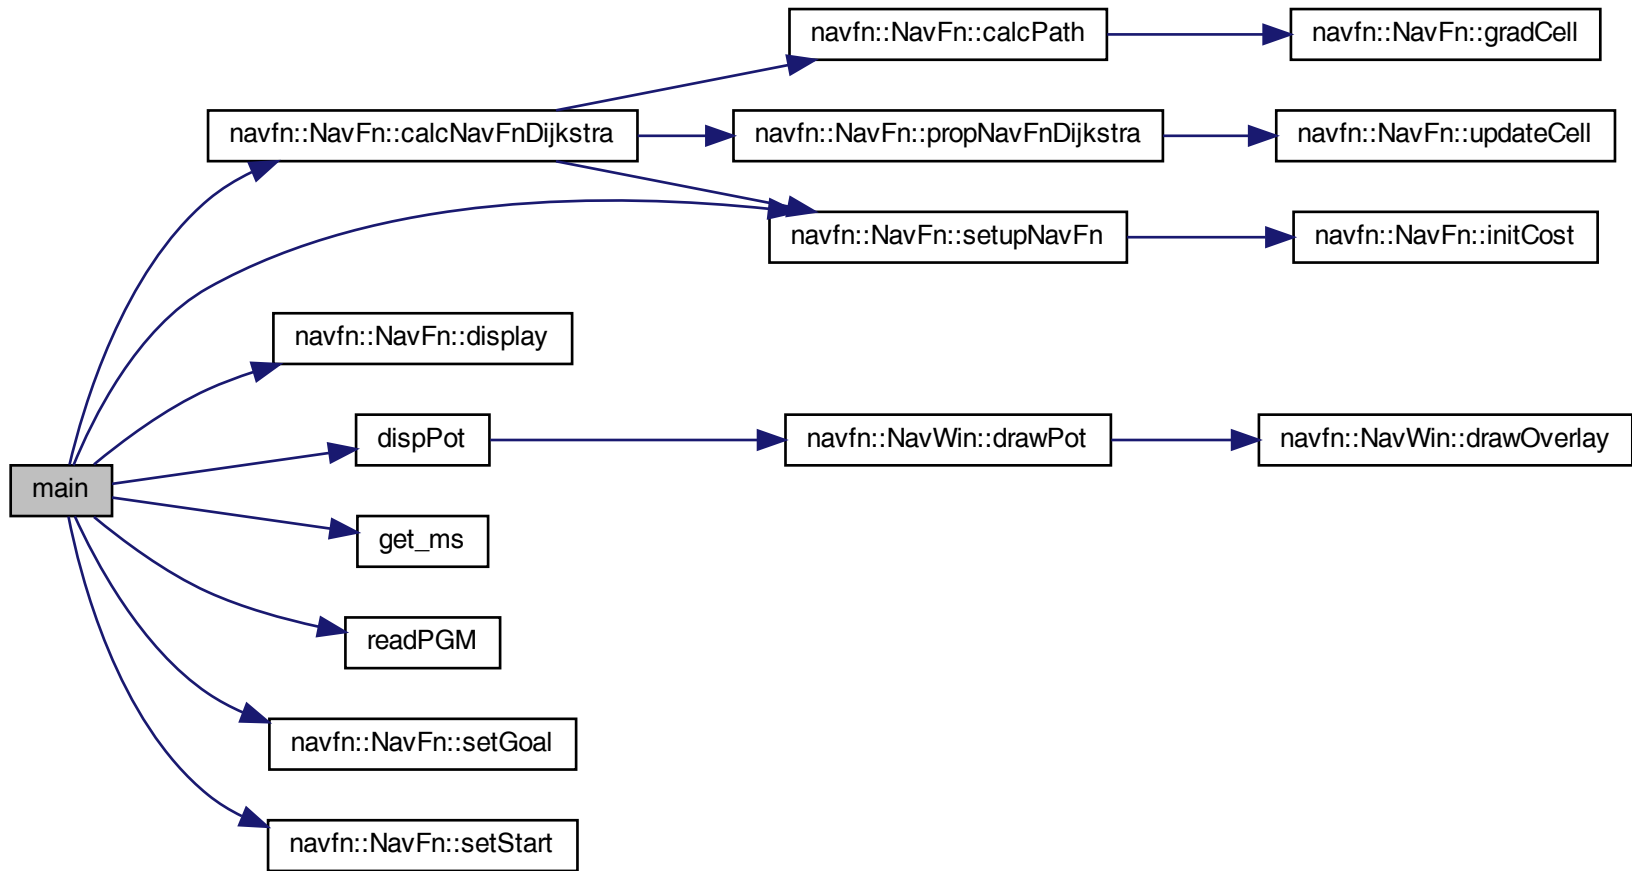 navfn::NavFn::calcPath
navfn::NavFn::gradCell
navfn::NavFn::calcNavFnDijkstra
navfn::NavFn::propNavFnDijkstra
navfn::NavFn::updateCell
navfn::NavFn::setupNavFn
navfn::NavFn::initCost
navfn::NavFn::display
dispPot
navfn::NavWin::drawPot
navfn::NavWin::drawOverlay
main
get_ms
readPGM
navfn::NavFn::setGoal
navfn::NavFn::setStart